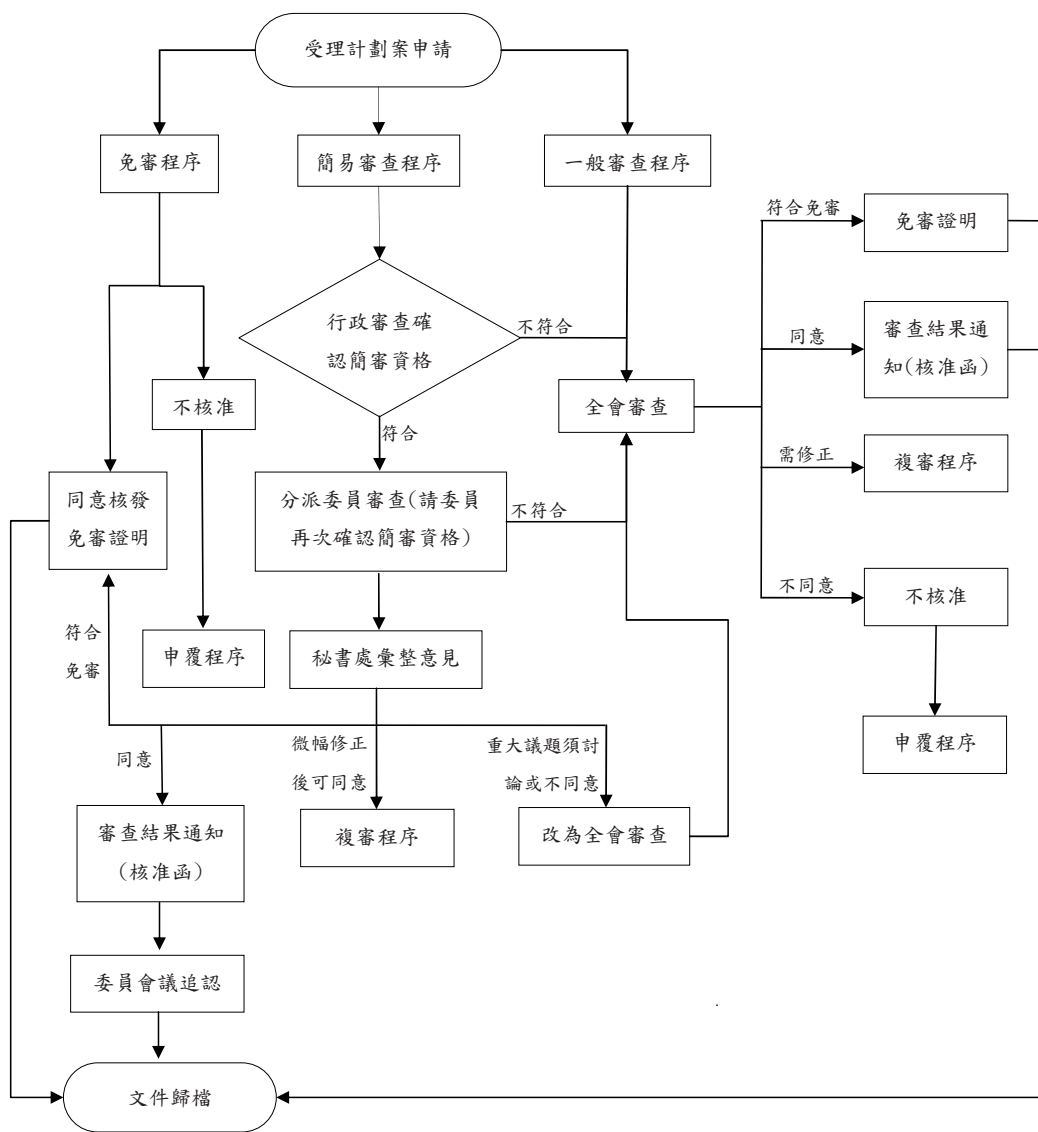 受理計劃案申請
免審程序
簡易審查程序
一般審查程序
符合免審
免審證明
行政審查確
認簡審資格
不符合
同意
審查結果通
知(核准函)
不核准
全會審查
符合
需修正
複審程序
同意核發
免審證明
分派委員審查(請委員
再次確認簡審資格)
不符合
不同意
不核准
符合
免審
申覆程序
秘書處彙整意見
申覆程序
同意
微幅修正
後可同意
重大議題須討
論或不同意
審查結果通知
(核准函)
複審程序
改為全會審查
委員會議追認
文件歸檔